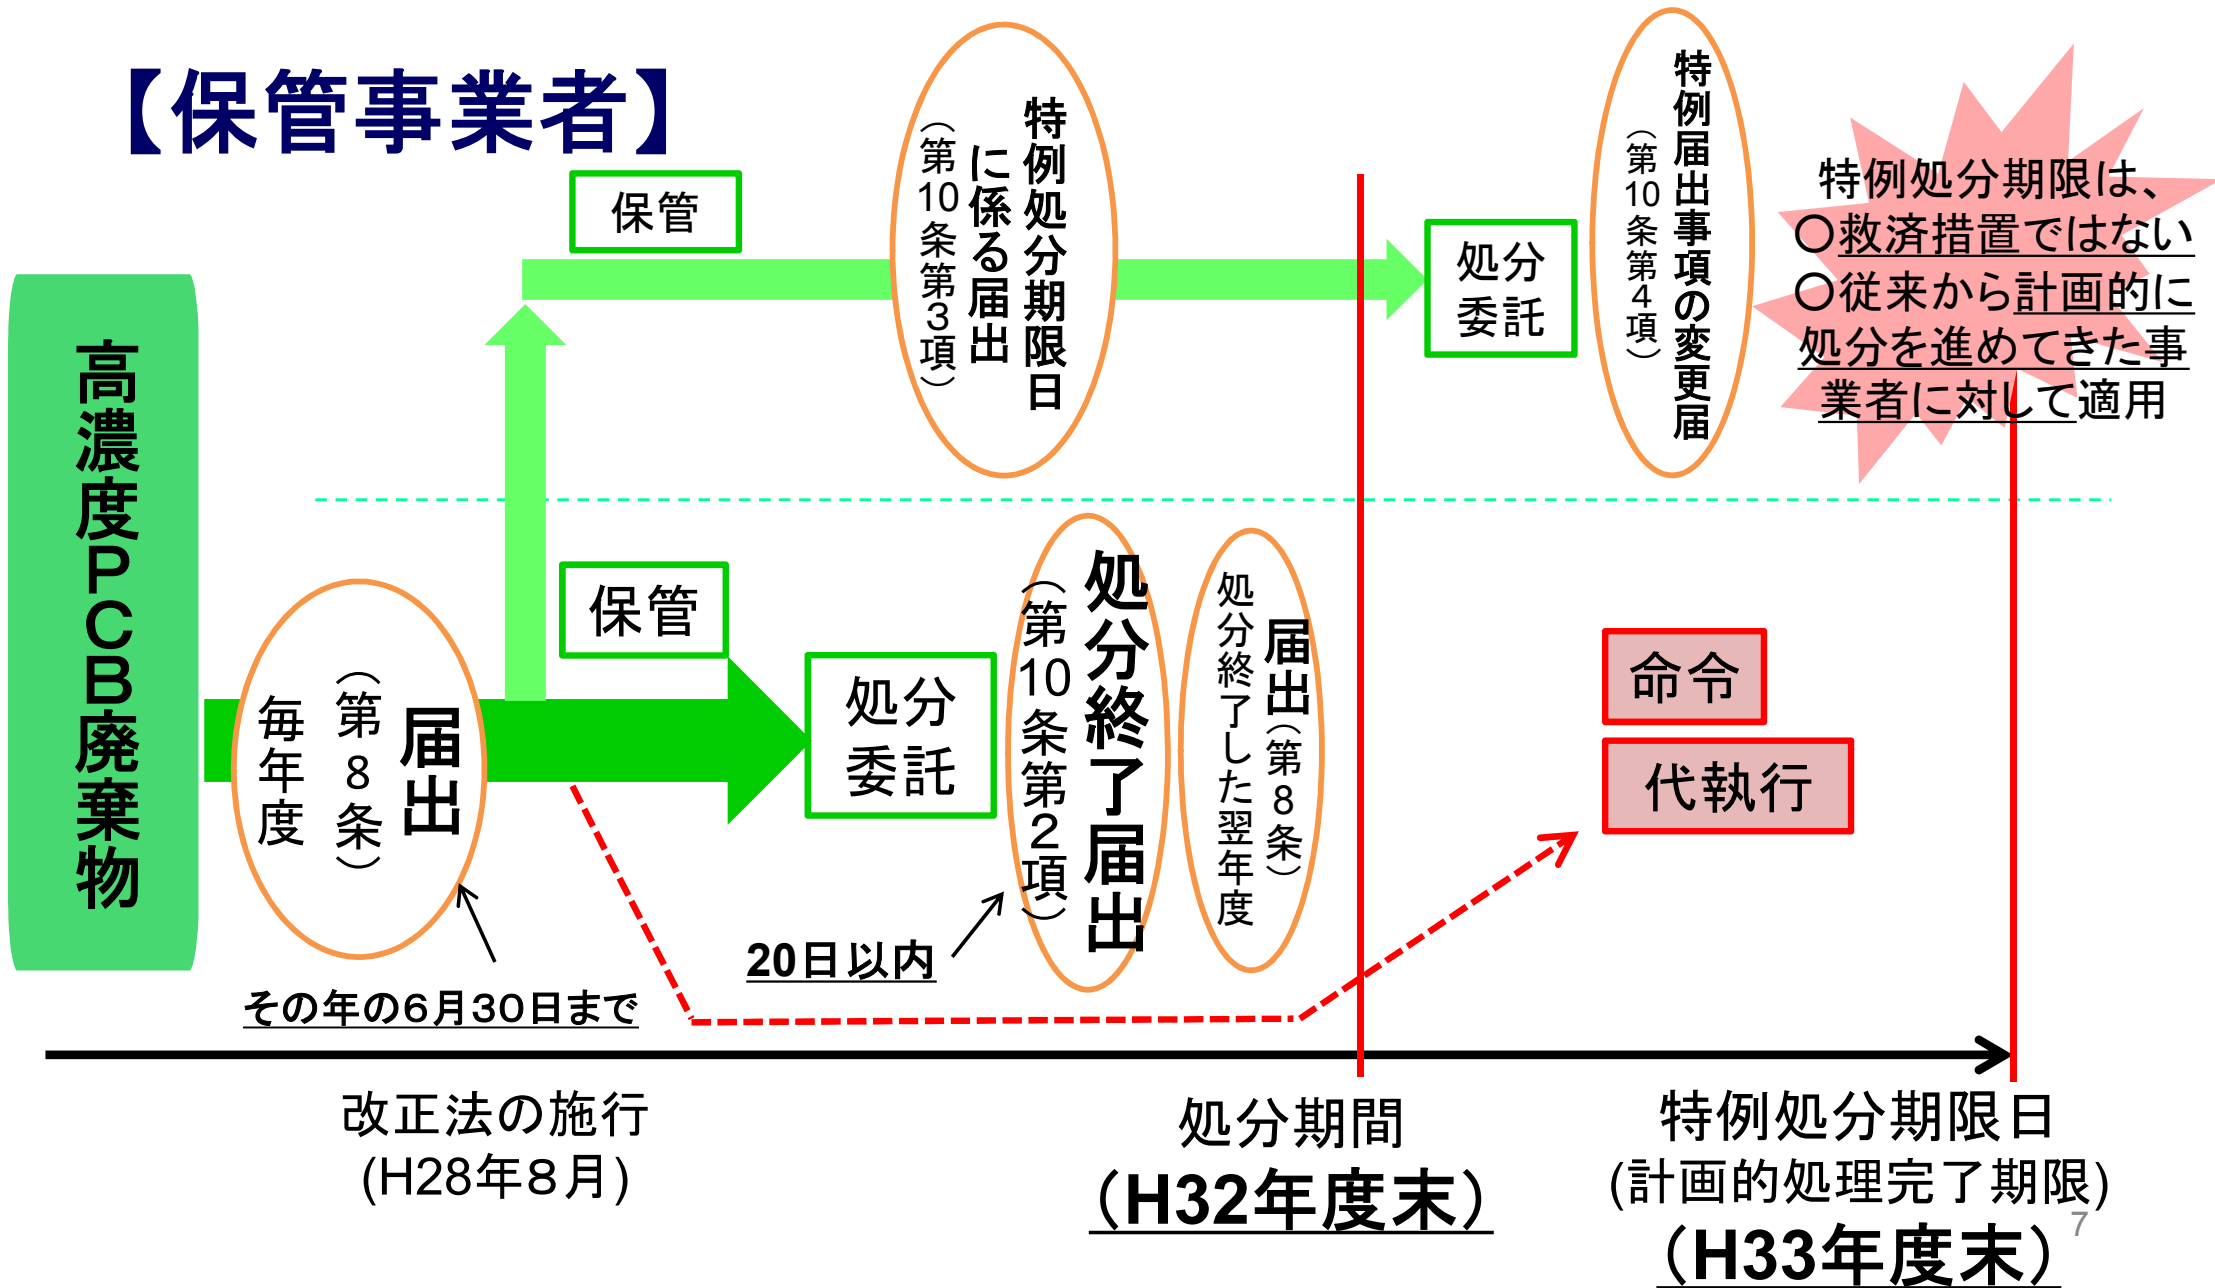 【保管事業者】
保管
特例処分期限日
に係る届出
（第10条第３項）
処分
委託
特例届出事項の変更届
（第10条第４項）
特例処分期限は、
○救済措置ではない
○従来から計画的に
処分を進めてきた事
業者に対して適用
高濃度ＰＣＢ廃棄物
届出
（第８条）
毎年度
保管
処分
委託
処分終了届出
（第10条第２項）
届出（第８条）
処分終了した翌年度
命令
代執行
20日以内
その年の６月３０日まで
改正法の施行
(H28年８月)
処分期間
（H32年度末）
特例処分期限日
(計画的処理完了期限)
（H33年度末）
7